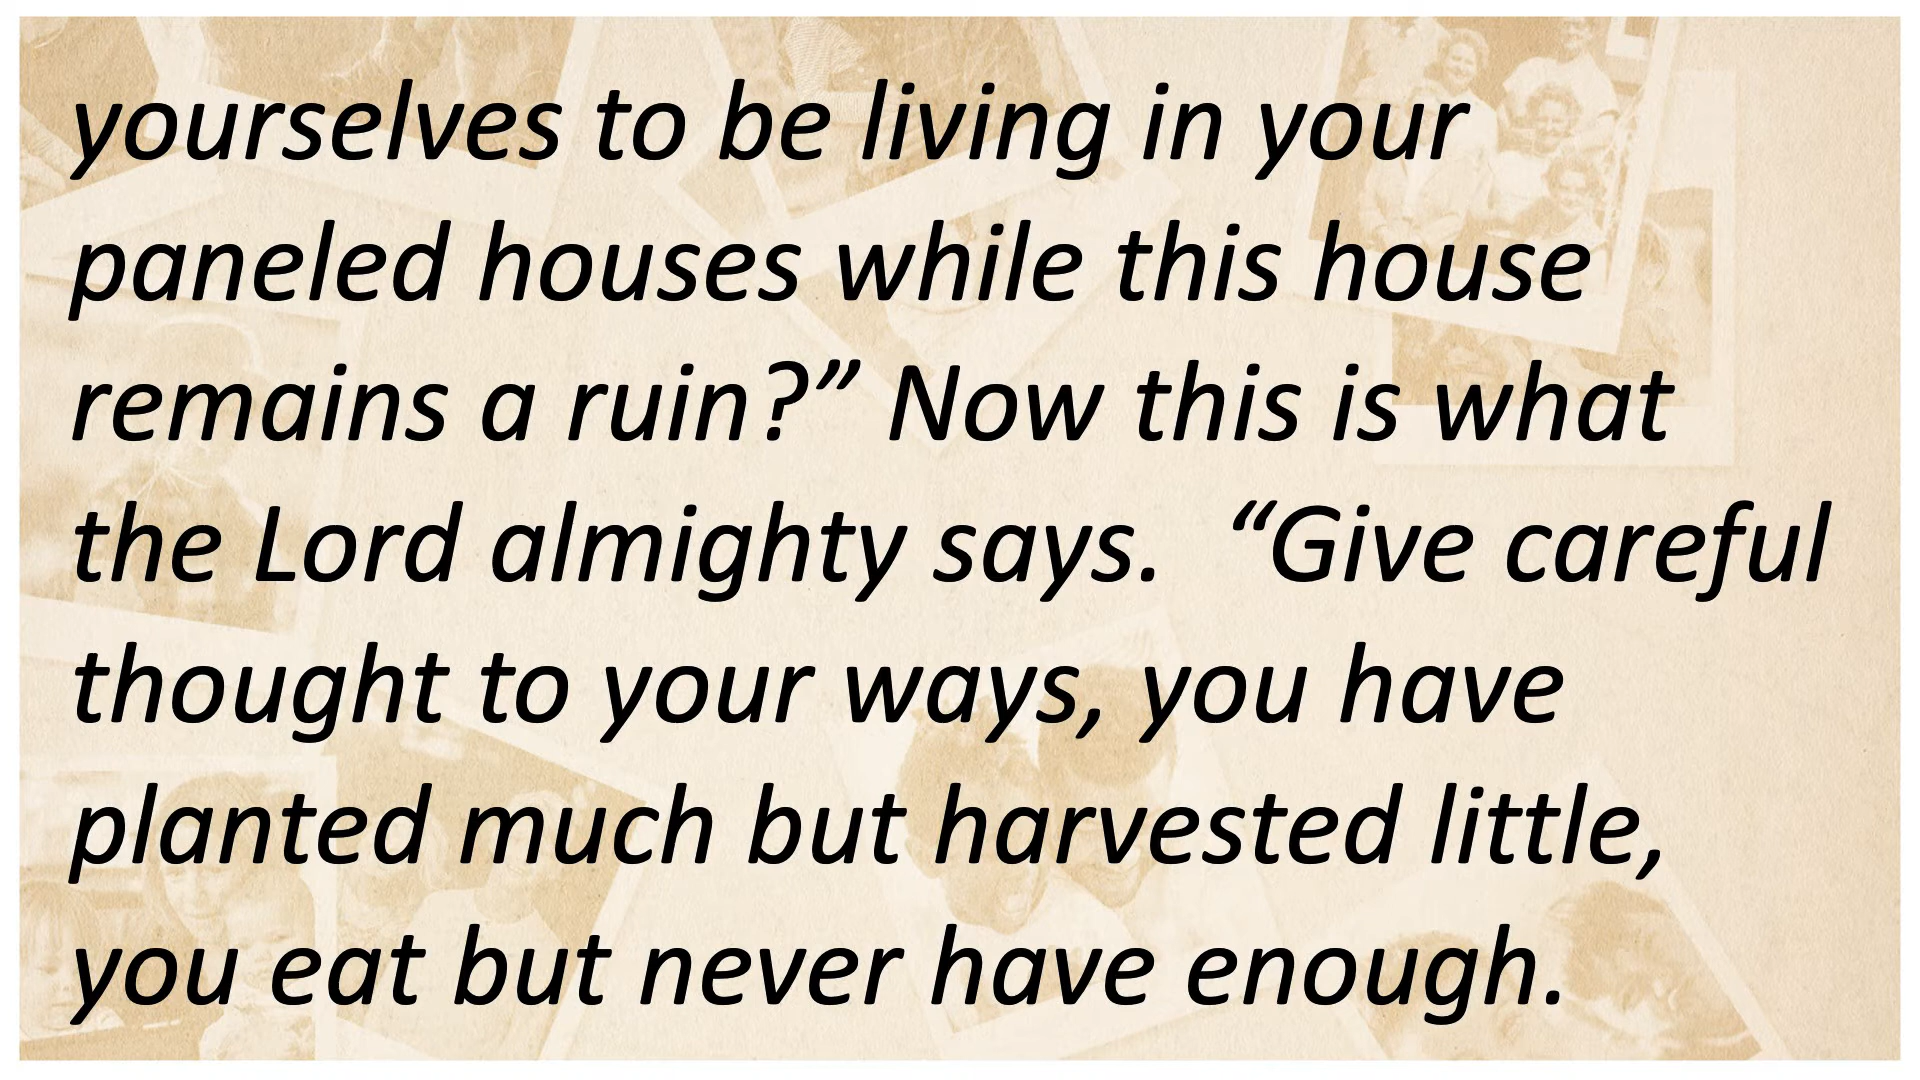 yourselves to be living in your
paneled houses while this house
remains a ruin?” Now this is what
the Lord almighty says.  “Give careful
thought to your ways, you have
planted much but harvested little,
you eat but never have enough.